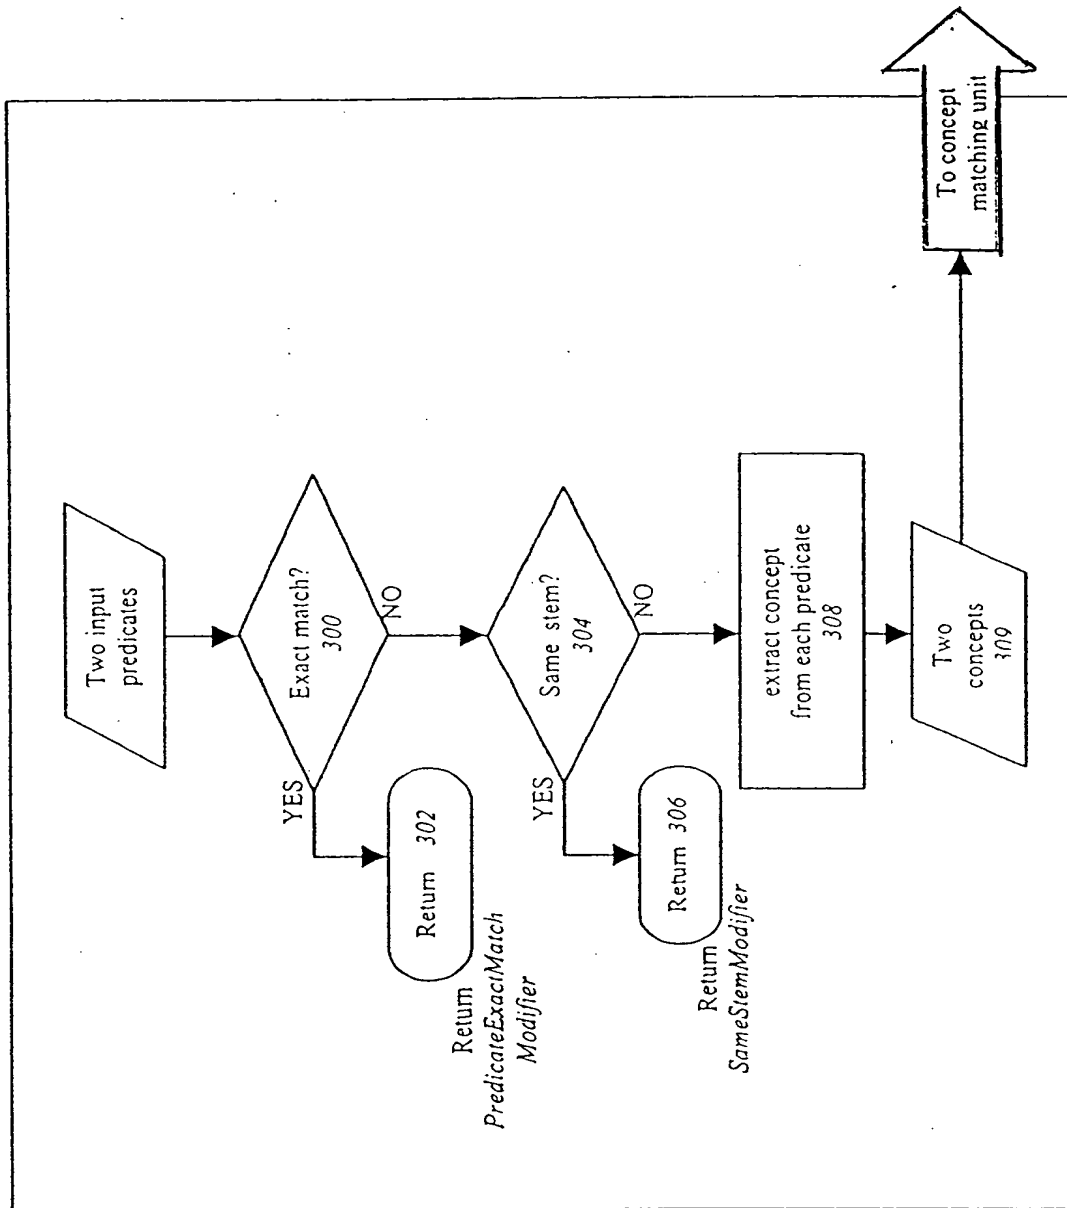 Two input
predicates
Exact match?
300
YES
NO
Return 302
Return
PredicateExactMatch
Modifier
Same stem?
304
YES
NO
Return 306
Return
SameStemModifier
extract concept
from each predicate
308
Two
concepts
309
To concept
matching unit